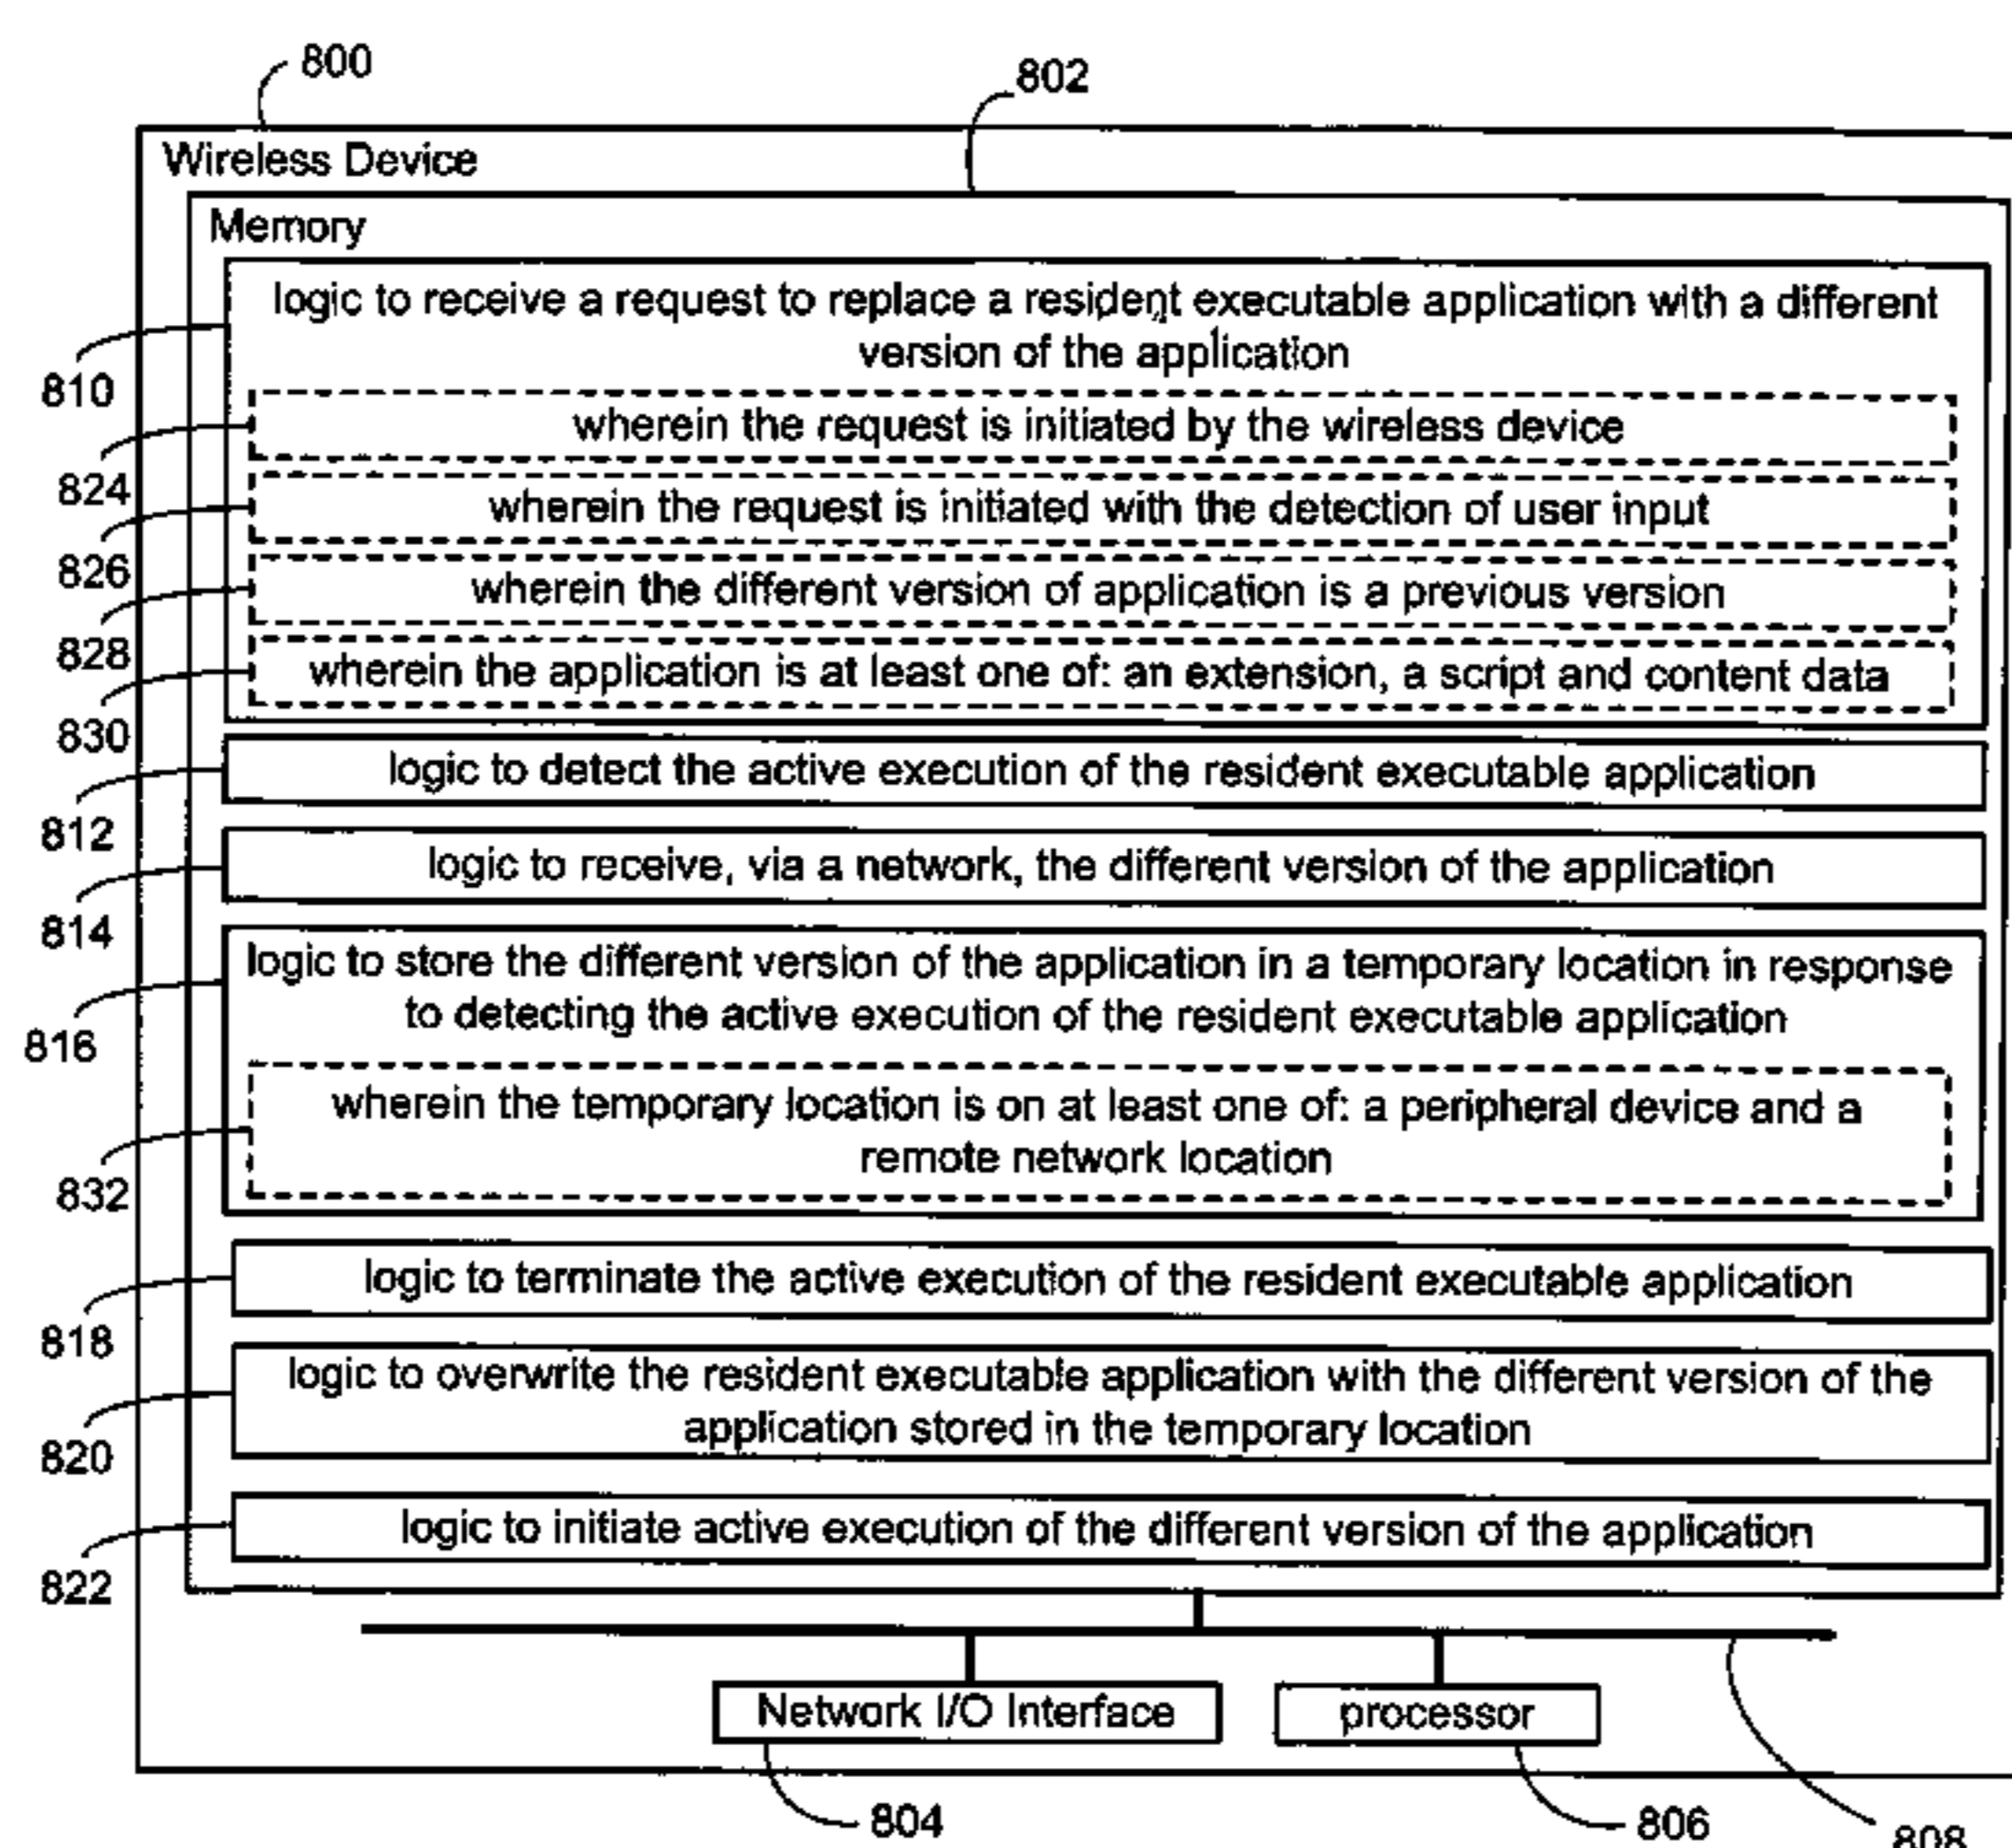 800
802
Wireless Device
Memory
logic to receive a request to replace a resident executable application with a different
version of the application
810
wherein the request is initiated by the wireless device
824
wherein the request is initiated with the detection of user input
826
wherein the different version of application is a previous version
828
wherein the application is at least one of: an extension, a script and content data
830
logic to detect the active execution of the resident executable application
812
logic to receive, via a network, the different version of the application
814
logic to store the different version of the application in a temporary location in response
to detecting the active execution of the resident executable application
816
wherein the temporary location is on at least one of: a peripheral device and a
remote network location
832
logic to terminate the active execution of the resident executable application
818
logic to overwrite the resident executable application with the different version of the
application stored in the temporary location
820
logic to initiate active execution of the different version of the application
822
Network I/O Interface
processor
804
806
808